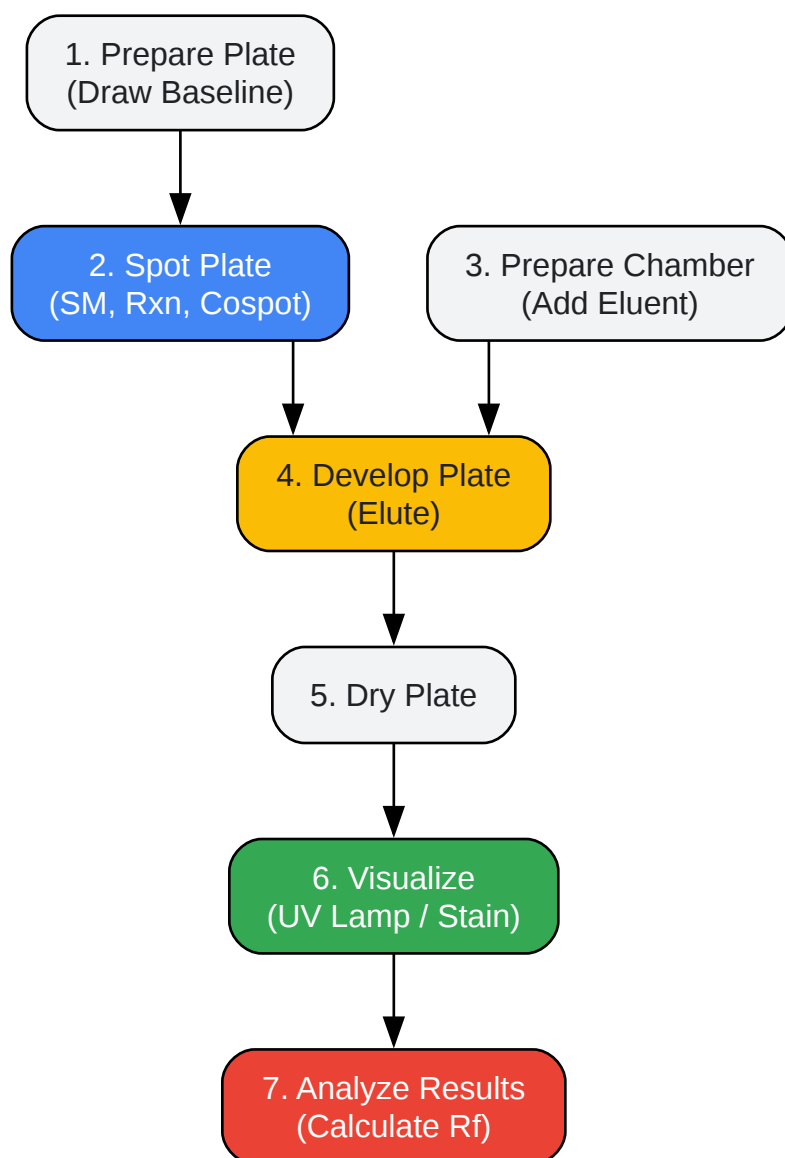 1. Prepare Plate
(Draw Baseline)
2. Spot Plate
(SM, Rxn, Cospot)
3. Prepare Chamber
(Add Eluent)
4. Develop Plate
(Elute)
5. Dry Plate
6. Visualize
(UV Lamp / Stain)
7. Analyze Results
(Calculate Rf)